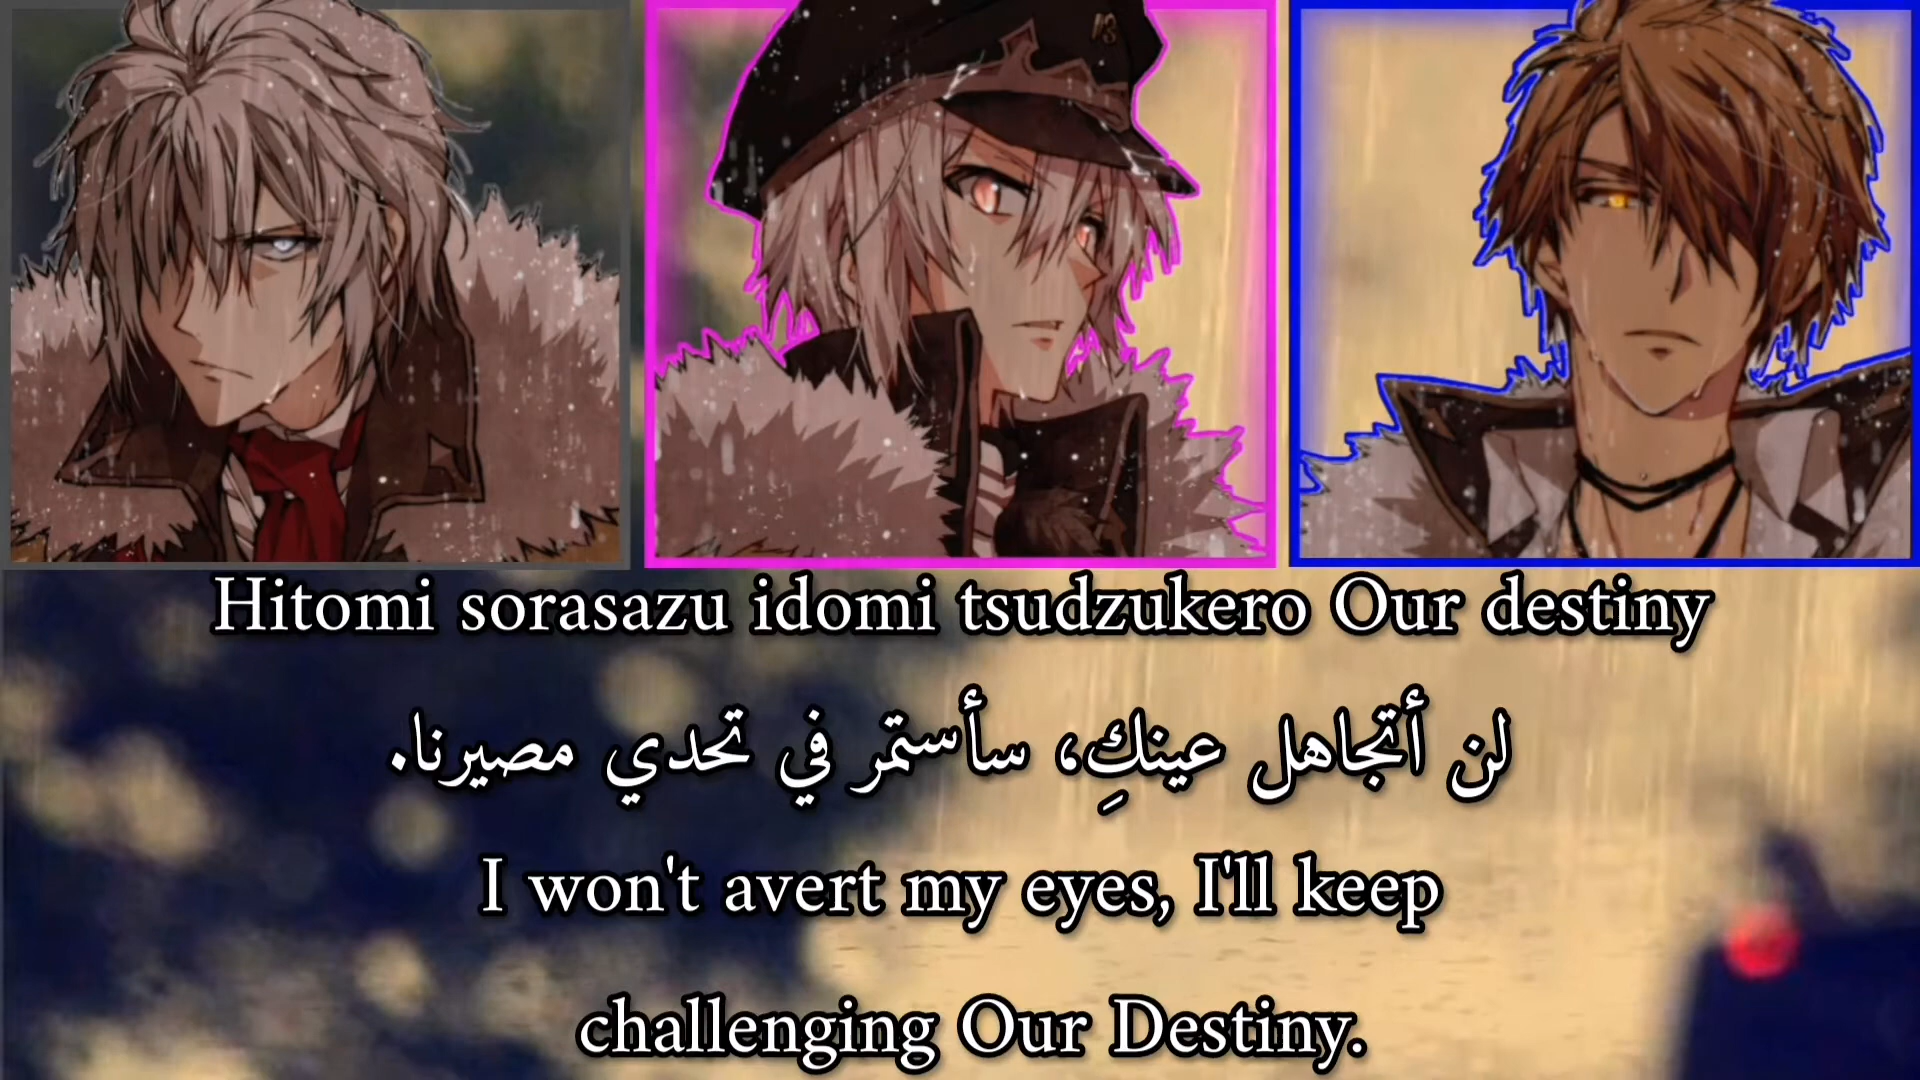 13
Hitomi sorasazu idomi tsudzukero Our destiny
لن أتجاهل عينكِ، سأستمر في تحدي مصيرنا.
I won't avert my eyes, I'll keep
challenging Our Destiny.